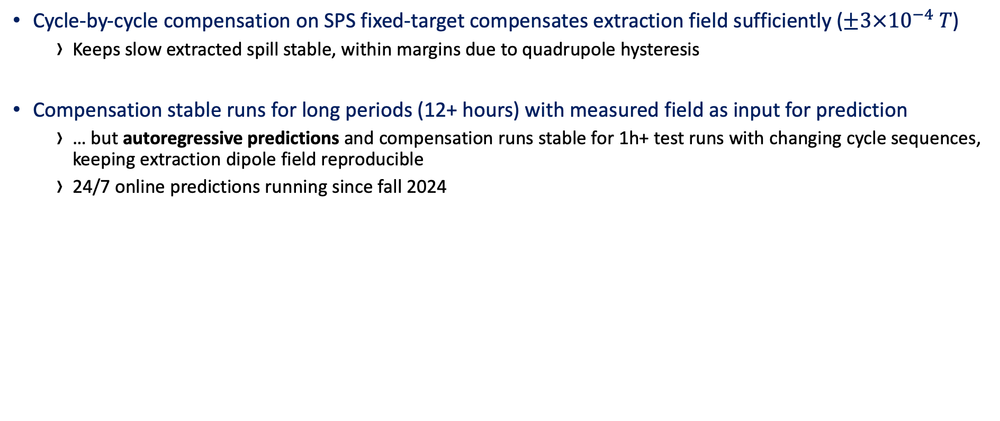 • Cycle-by-cycle compensation on SPS fixed-target compensates extraction field sufficiently (±3×10⁻⁴ T)
⟩ Keeps slow extracted spill stable, within margins due to quadrupole hysteresis
• Compensation stable runs for long periods (12+ hours) with measured field as input for prediction
⟩ ... but autoregressive predictions and compensation runs stable for 1h+ test runs with changing cycle sequences,
keeping extraction dipole field reproducible
⟩ 24/7 online predictions running since fall 2024